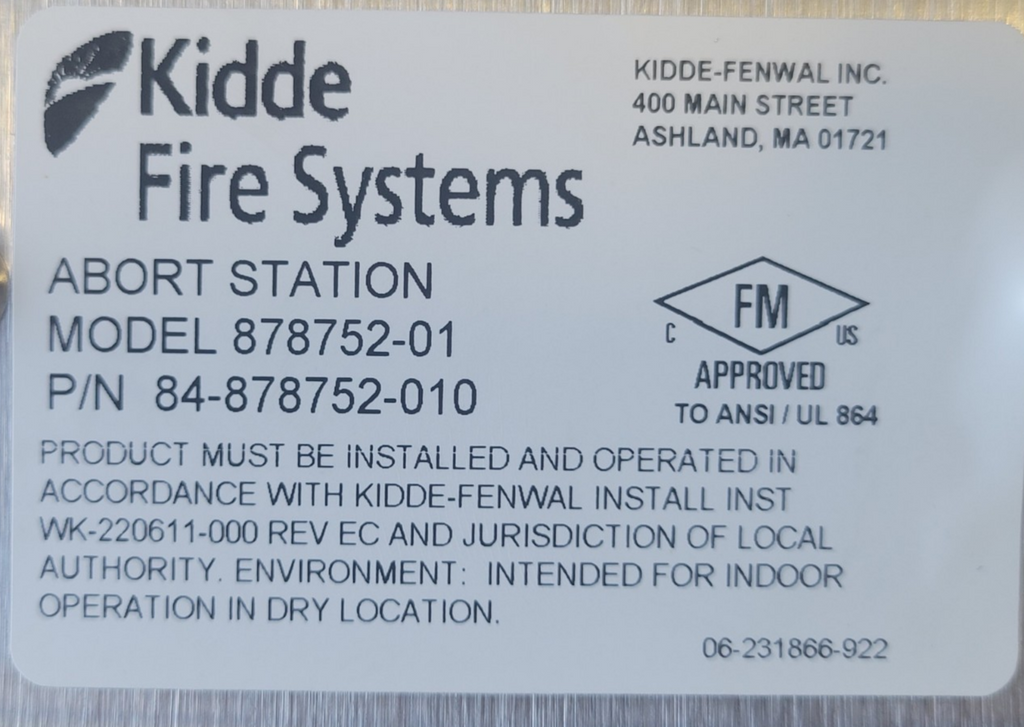 Kidde
Fire Systems
KIDDE-FENWAL INC.
400 MAIN STREET
ASHLAND, MA 01721
ABORT STATION
MODEL 878752-01
P/N 84-878752-010
FM
C US
APPROVED
TO ANSI / UL 864
PRODUCT MUST BE INSTALLED AND OPERATED IN
ACCORDANCE WITH KIDDE-FENWAL INSTALL INST
WK-220611-000 REV EC AND JURISDICTION OF LOCAL
AUTHORITY. ENVIRONMENT: INTENDED FOR INDOOR
OPERATION IN DRY LOCATION.
06-231866-922